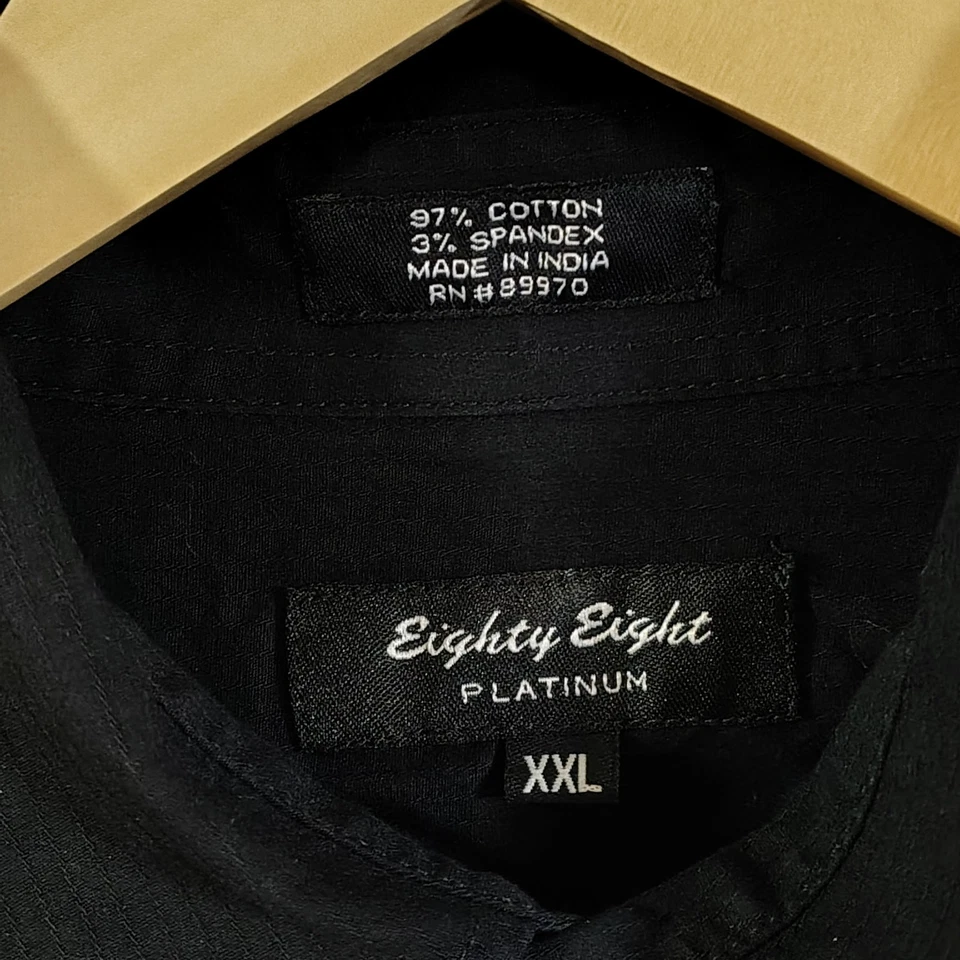 97% COTTON
3% SPANDEX
MADE IN INDIA
RN # 89970
Eighty Eight
PLATINUM
XXL